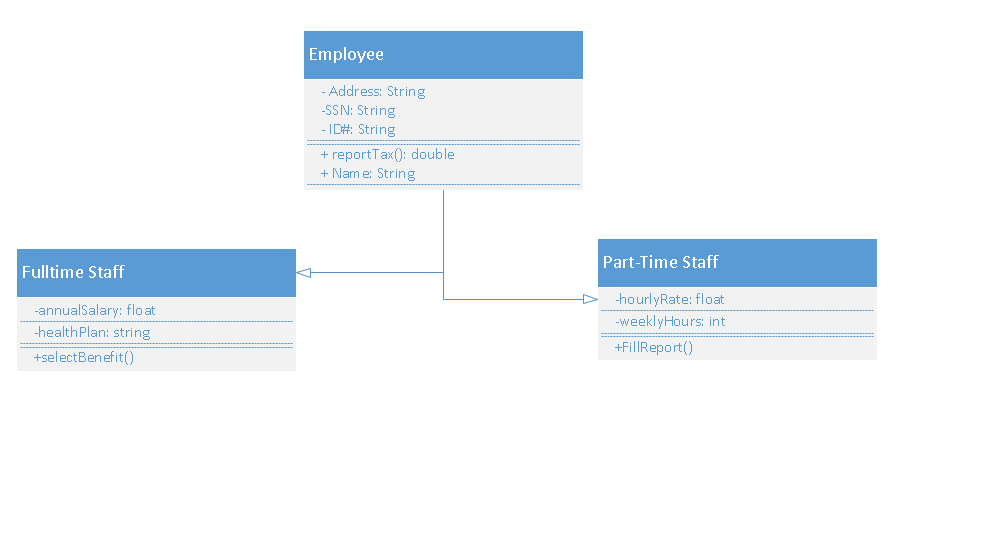 Employee
- Address: String
-SSN: String
- ID#: String
+ reportTax(): double
+ Name: String
Fulltime Staff
-annualSalary: float
-healthPlan: string
+selectBenefit()
Part-Time Staff
-hourlyRate: float
-weeklyHours: int
+FillReport()